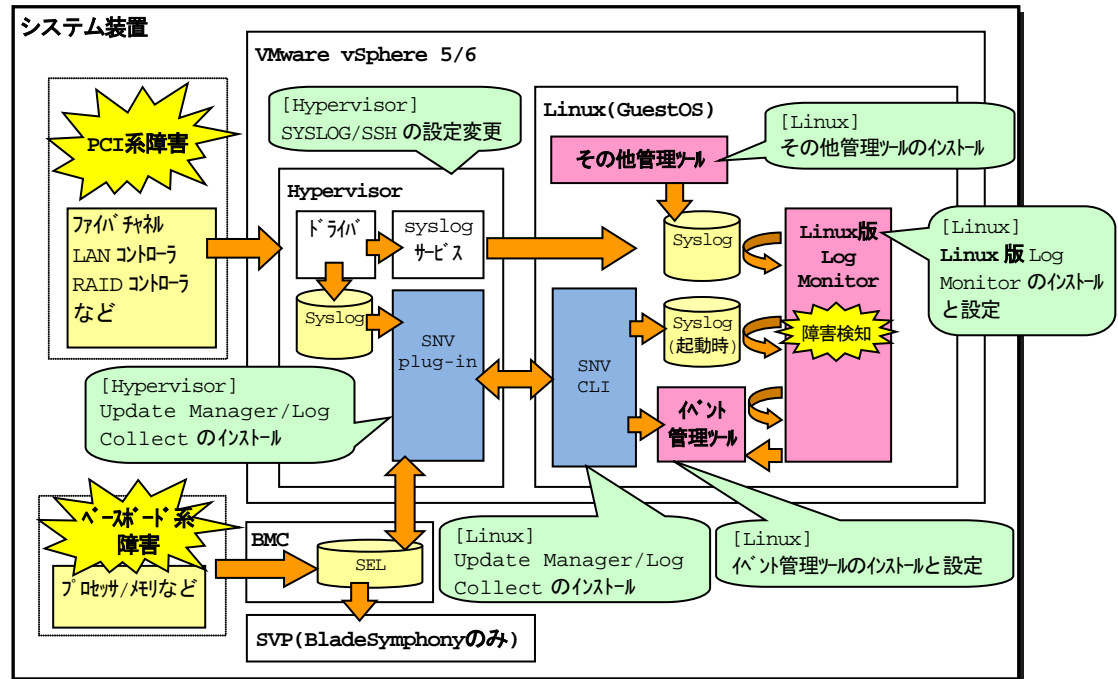 システム装置
VMware vSphere 5/6
PCI系障害
ファイバチャネル
LAN コントローラ
RAID コントローラ
など
[Hypervisor]
SYSLOG/SSH の設定変更
Hypervisor
ドライバ
syslog
サービス
Syslog
SNV
plug-in
[Hypervisor]
Update Manager/Log
Collect のインストール
Linux(GuestOS)
その他管理ツール
[Linux]
その他管理ツールのインストール
Syslog
Linux版
Log
Monitor
[Linux]
Linux 版 Log
Monitor のインストール
と設定
Syslog
(起動時)
障害検知
SNV
CLI
イベント
管理ツール
ベースボード系
障害
プロセッサ/メモリなど
BMC
SEL
[Linux]
Update Manager/Log
Collect のインストール
[Linux]
イベント管理ツールのインストールと設定
SVP(BladeSymphonyのみ)